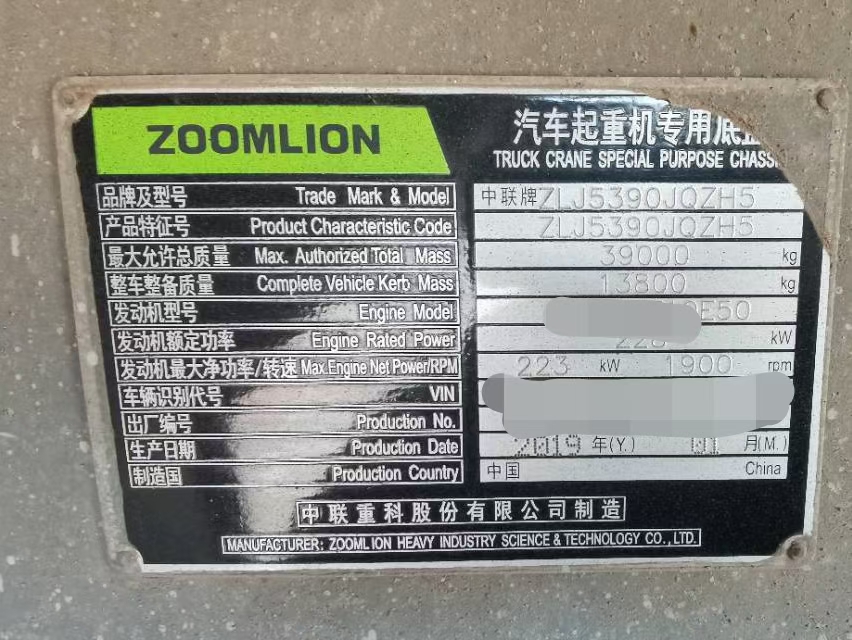 ZOOMLION
汽车起重机专用底
TRUCK CRANE SPECIAL PURPOSE
品牌及型号 Trade Mark & Model 中联牌ZLJ5390JQZH5
产品特征号 Product Characteristic Code ZLJ5390JQZH5
最大允许总质量 Max. Authorized Total Mass 39000 kg
整车整备质量 Complete Vehicle Kerb Mass 13800 kg
发动机型号 Engine Model
发动机额定功率 Engine Rated Power kW
发动机最大净功率/转速 Max.Engine Net Power/RPM 223 kW 1900 rpm
车辆识别代号 VIN
出厂编号 Production No.
生产日期 Production Date 2019 年(Y.) 01 月(M.)
制造国 Production Country 中国 China
中联重科股份有限公司制造
MANUFACTURER: ZOOMLION HEAVY INDUSTRY SCIENCE & TECHNOLOGY CO., LTD.